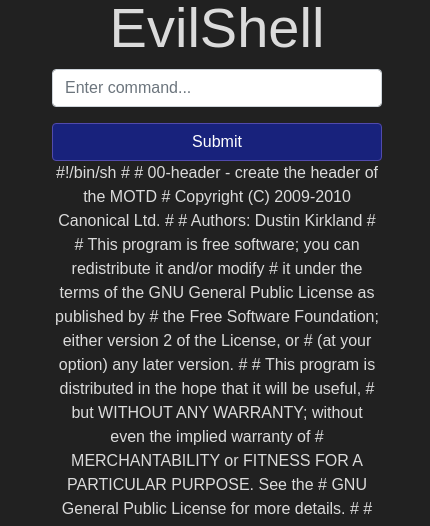 EvilShell
Enter command...
Submit
#!/bin/sh # # 00-header - create the header of
the MOTD # Copyright (C) 2009-2010
Canonical Ltd. # # Authors: Dustin Kirkland #
# This program is free software; you can
redistribute it and/or modify # it under the
terms of the GNU General Public License as
published by # the Free Software Foundation;
either version 2 of the License, or # (at your
option) any later version. # # This program is
distributed in the hope that it will be useful, #
but WITHOUT ANY WARRANTY; without
even the implied warranty of #
MERCHANTABILITY or FITNESS FOR A
PARTICULAR PURPOSE. See the # GNU
General Public License for more details. # #